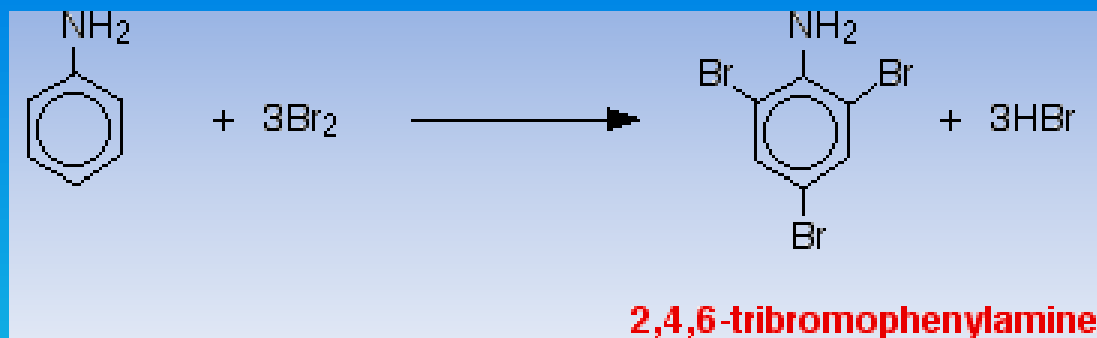 NH2 NH2
Br Br
+ 3Br2 + 3HBr
Br
2,4,6-tribromophenylamine